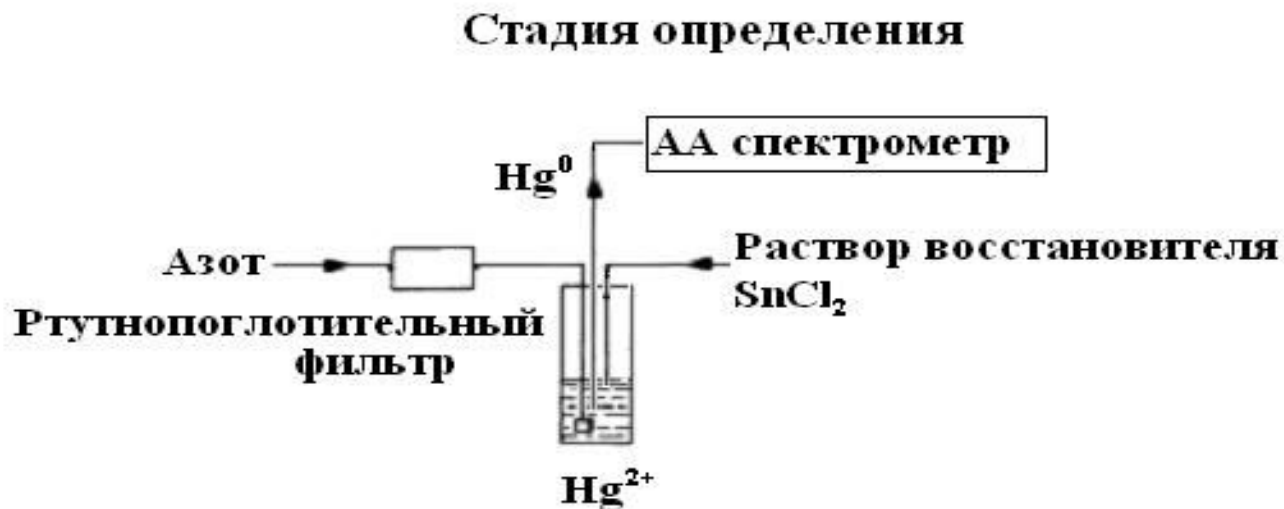 Стадия определения
АА спектрометр
Hg⁰
Азот
Раствор восстановителя
SnCl₂
Ртутнопоглотительный
фильтр
Hg²⁺